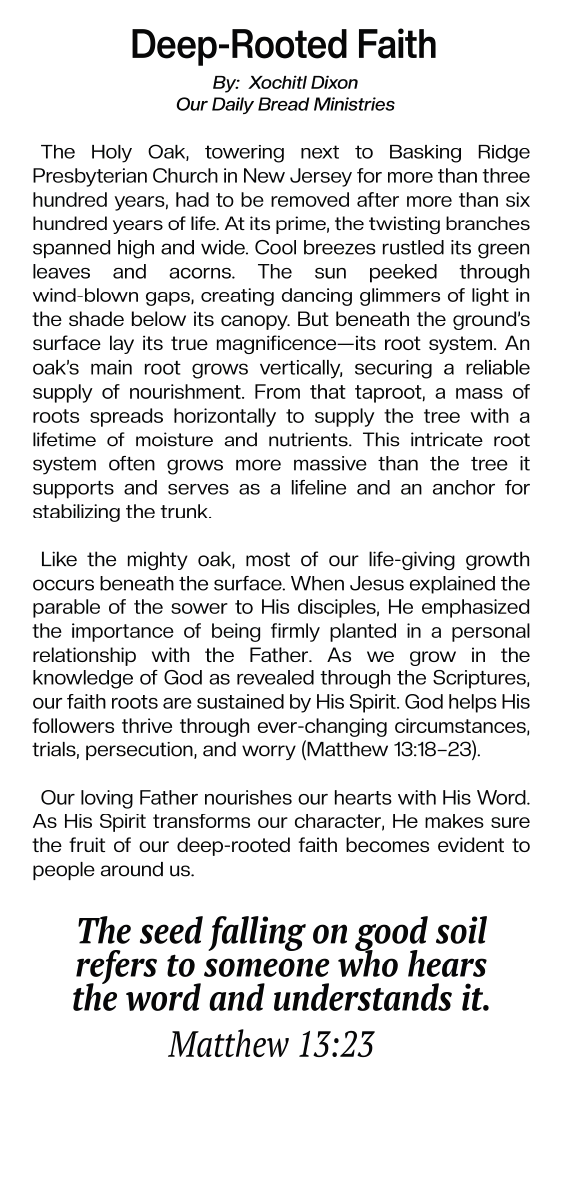 Deep-Rooted Faith
By:  Xochitl Dixon
Our Daily Bread Ministries
The Holy Oak, towering next to Basking Ridge
Presbyterian Church in New Jersey for more than three
hundred years, had to be removed after more than six
hundred years of life. At its prime, the twisting branches
spanned high and wide. Cool breezes rustled its green
leaves and acorns. The sun peeked through
wind-blown gaps, creating dancing glimmers of light in
the shade below its canopy. But beneath the ground's
surface lay its true magnificence—its root system. An
oak's main root grows vertically, securing a reliable
supply of nourishment. From that taproot, a mass of
roots spreads horizontally to supply the tree with a
lifetime of moisture and nutrients. This intricate root
system often grows more massive than the tree it
supports and serves as a lifeline and an anchor for
stabilizing the trunk.
Like the mighty oak, most of our life-giving growth
occurs beneath the surface. When Jesus explained the
parable of the sower to His disciples, He emphasized
the importance of being firmly planted in a personal
relationship with the Father. As we grow in the
knowledge of God as revealed through the Scriptures,
our faith roots are sustained by His Spirit. God helps His
followers thrive through ever-changing circumstances,
trials, persecution, and worry (Matthew 13:18–23).
Our loving Father nourishes our hearts with His Word.
As His Spirit transforms our character, He makes sure
the fruit of our deep-rooted faith becomes evident to
people around us.
The seed falling on good soil
refers to someone who hears
the word and understands it.
Matthew 13:23